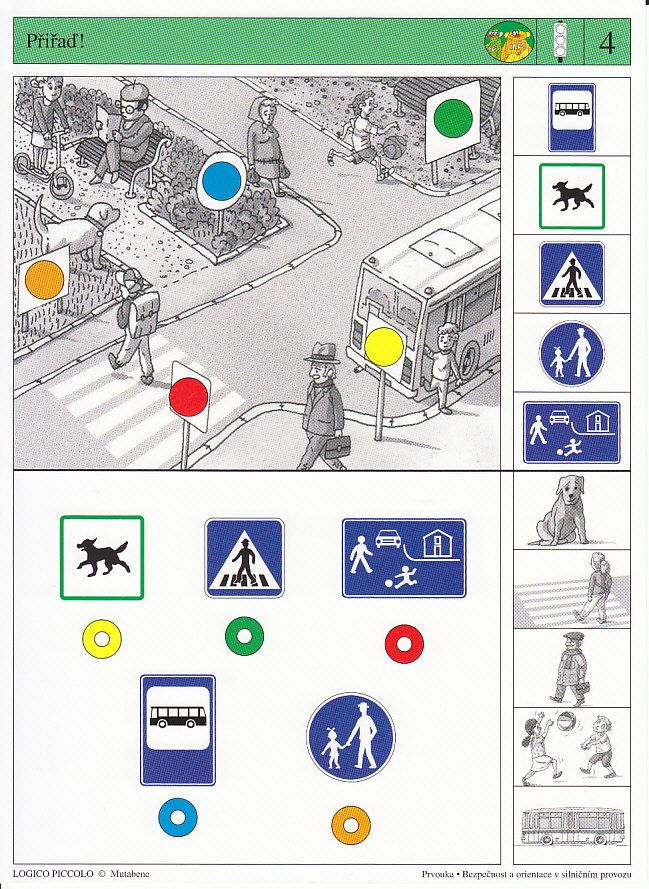 Přiřaď!
4
LOGICO PICCOLO © Mutabene
Prvouka • Bezpečnost a orientace v silničním provozu